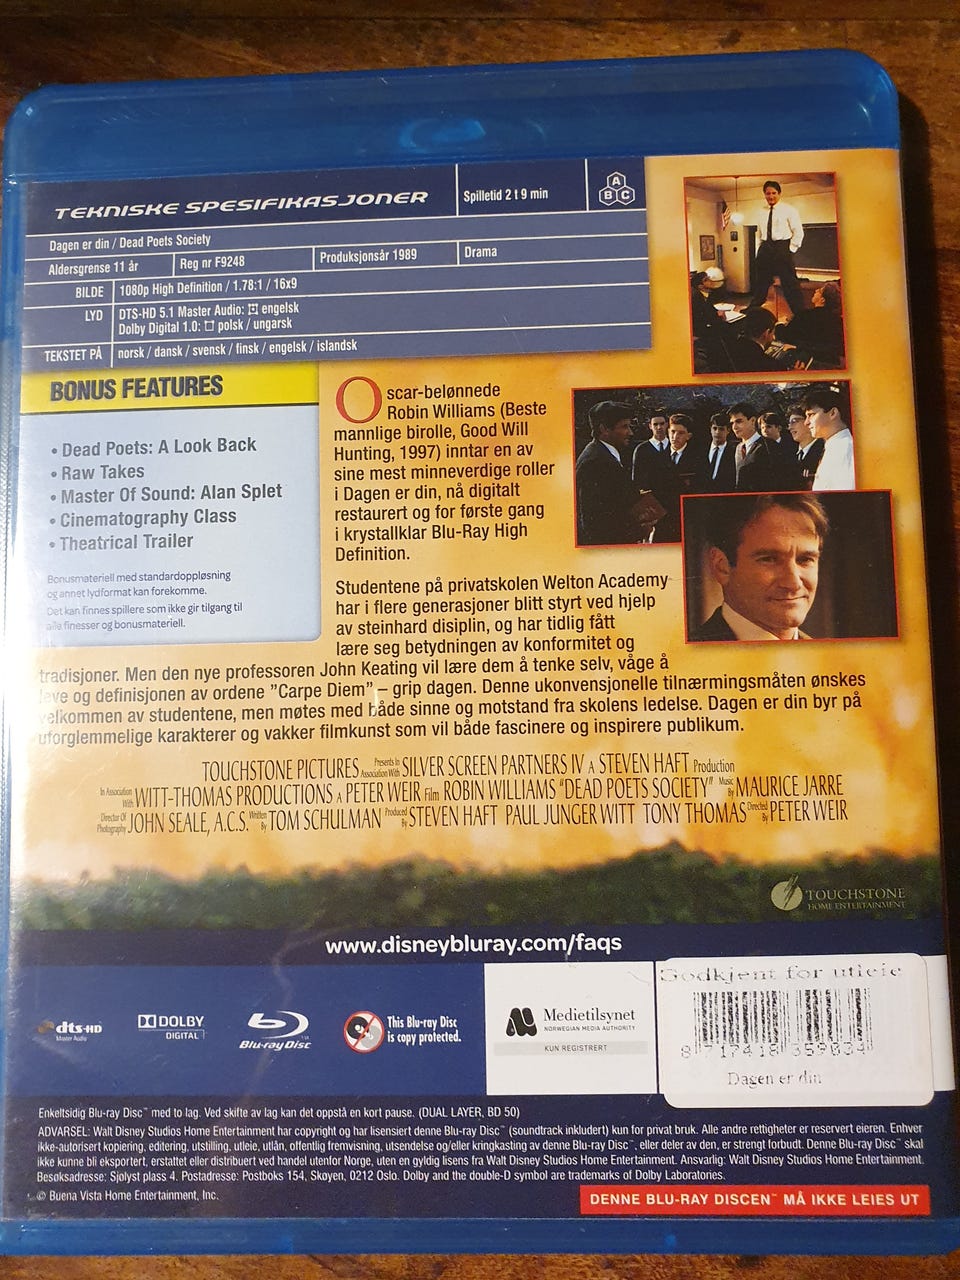 TEKNISKE SPESIFIKASJONER
Spilletid 2 t 9 min
A
B C
Dagen er din / Dead Poets Society
Aldersgrense 11 år
Reg nr F9248
Produksjonsår 1989
Drama
BILDE 1080p High Definition / 1.78:1 / 16x9
LYD DTS-HD 5.1 Master Audio: engelsk
Dolby Digital 1.0: polsk / ungarsk
TEKSTET PÅ norsk / dansk / svensk / finsk / engelsk / islandsk
BONUS FEATURES
• Dead Poets: A Look Back
• Raw Takes
• Master Of Sound: Alan Splet
• Cinematography Class
• Theatrical Trailer
Bonusmateriell med standardoppløsning
og annet lydformat kan forekomme.
Det kan finnes spillere som ikke gir tilgang til
alle finesser og bonusmateriell.
Oscar-belønnede
Robin Williams (Beste
mannlige birolle, Good Will
Hunting, 1997) inntar en av
sine mest minneverdige roller
i Dagen er din, nå digitalt
restaurert og for første gang
i krystallklar Blu-Ray High
Definition.
Studentene på privatskolen Welton Academy
har i flere generasjoner blitt styrt ved hjelp
av steinhard disiplin, og har tidlig fått
lære seg betydningen av konformitet og
tradisjoner. Men den nye professoren John Keating vil lære dem å tenke selv, våge å
leve og definisjonen av ordene ”Carpe Diem” – grip dagen. Denne ukonvensjonelle tilnærmingsmåten ønskes
velkommen av studentene, men møtes med både sinne og motstand fra skolens ledelse. Dagen er din byr på
uforglemmelige karakterer og vakker filmkunst som vil både fascinere og inspirere publikum.
TOUCHSTONE PICTURES Presents In Association With SILVER SCREEN PARTNERS IV A STEVEN HAFT Production
In Association With WITT-THOMAS PRODUCTIONS A PETER WEIR Film ROBIN WILLIAMS "DEAD POETS SOCIETY" Music By MAURICE JARRE
Director Of Photography JOHN SEALE, A.C.S. Written By TOM SCHULMAN Produced By STEVEN HAFT PAUL JUNGER WITT TONY THOMAS Directed By PETER WEIR
TOUCHSTONE
HOME ENTERTAINMENT
www.disneybluray.com/faqs
dts-HD
Master Audio
DOLBY
DIGITAL
Blu-ray Disc
This Blu-ray Disc
is copy protected.
Medietilsynet
NORWEGIAN MEDIA AUTHORITY
KUN REGISTRERT
Godkjent for utleie
8 717418 359034
Dagen er din
Enkeltsidig Blu-ray Disc™ med to lag. Ved skifte av lag kan det oppstå en kort pause. (DUAL LAYER, BD 50)
ADVARSEL: Walt Disney Studios Home Entertainment har copyright og har lisensiert denne Blu-ray Disc™ (soundtrack inkludert) kun for privat bruk. Alle andre rettigheter er reservert eieren. Enhver
ikke-autorisert kopiering, editering, utstilling, utleie, utlån, offentlig fremvisning, utsendelse og/eller kringkasting av denne Blu-ray Disc™, eller deler av den, er strengt forbudt. Denne Blu-ray Disc™ skal
ikke kunne bli eksportert, erstattet eller distribuert ved handel utenfor Norge, uten en gyldig lisens fra Walt Disney Studios Home Entertainment. Ansvarlig: Walt Disney Studios Home Entertainment.
Besøksadresse: Sjølyst plass 4. Postadresse: Postboks 154, Skøyen, 0212 Oslo. Dolby and the double-D symbol are trademarks of Dolby Laboratories.
© Buena Vista Home Entertainment, Inc.
DENNE BLU-RAY DISCEN™ MÅ IKKE LEIES UT